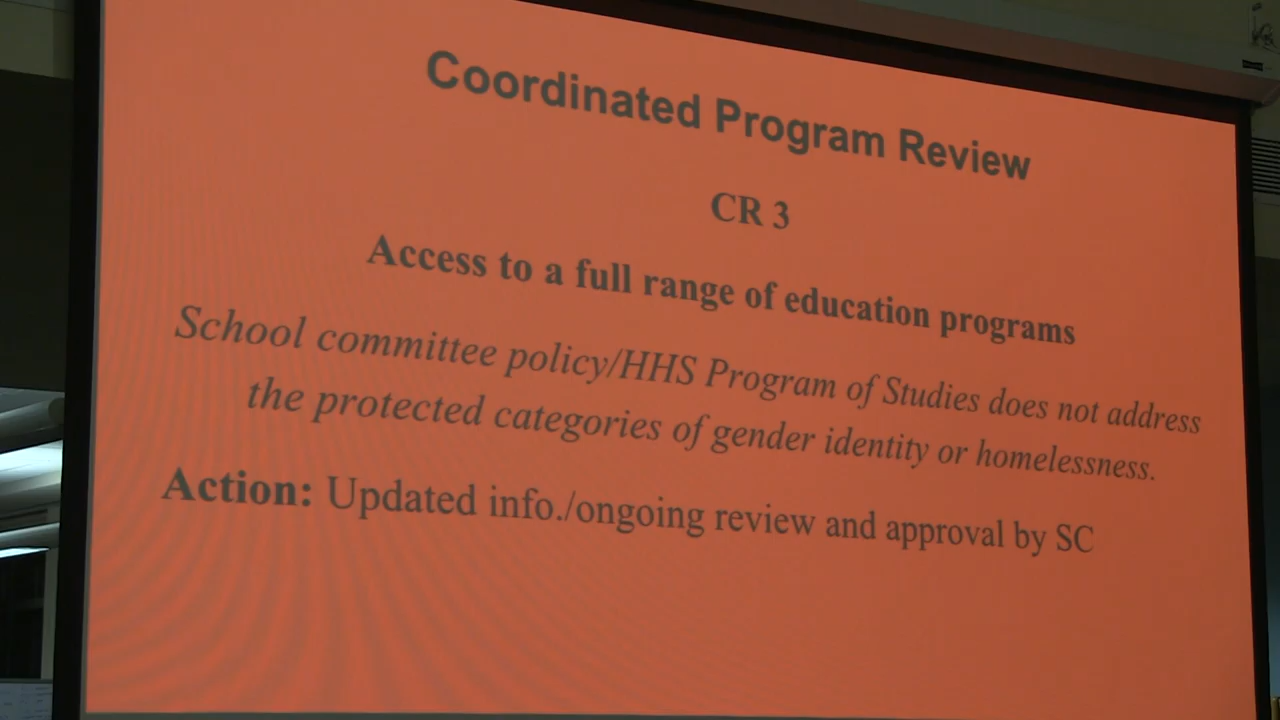 Coordinated Program Review
CR 3
Access to a full range of education programs
School committee policy/HHS Program of Studies does not address
the protected categories of gender identity or homelessness.
Action: Updated info./ongoing review and approval by SC